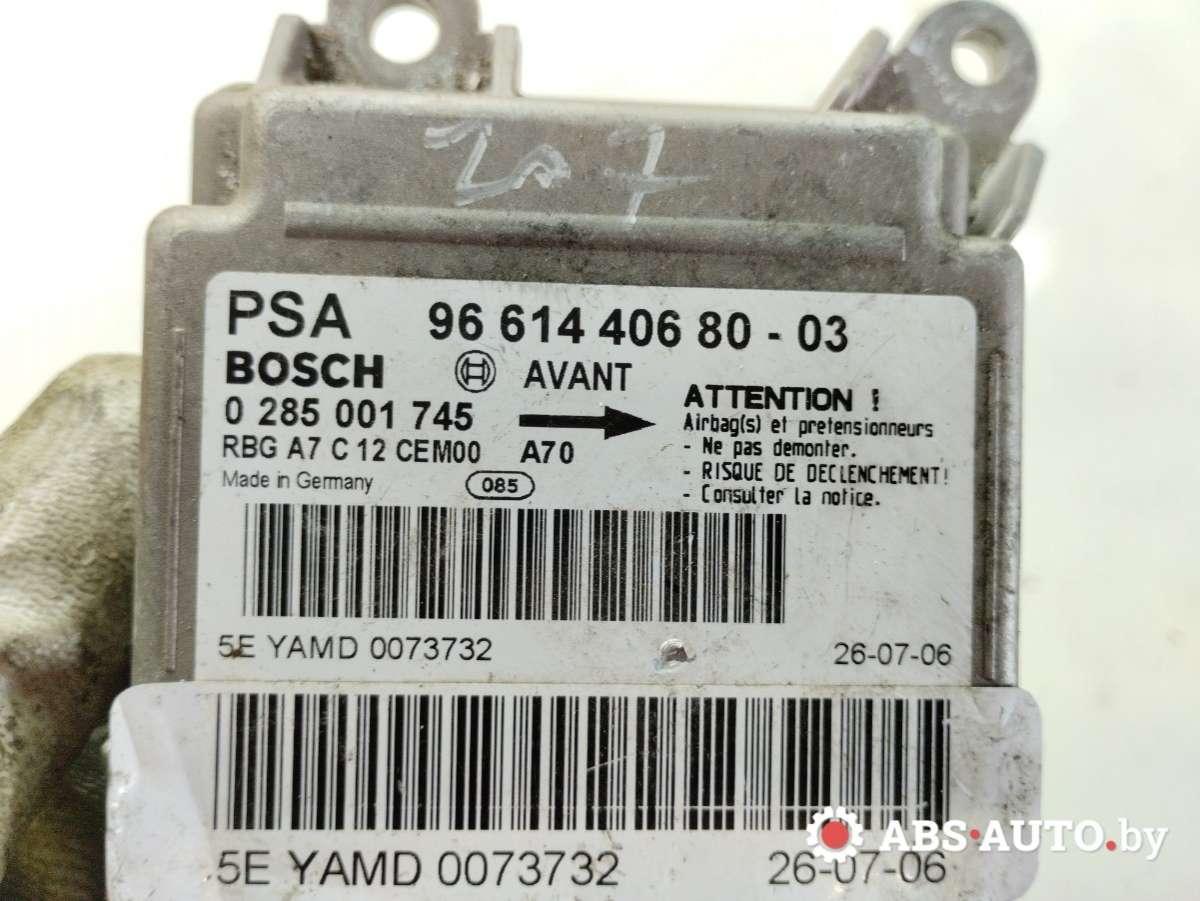 PSA 96 614 406 80 - 03
BOSCH AVANT
0 285 001 745
RBG A7 C 12 CEM00 A70
Made in Germany 085
ATTENTION !
Airbag(s) et pretensionneurs
- Ne pas demonter.
- RISQUE DE DECLENCHEMENT!
- Consulter la notice.
5E YAMD 0073732 26-07-06
5E YAMD 0073732 26-07-06
ABS-AUTO.by